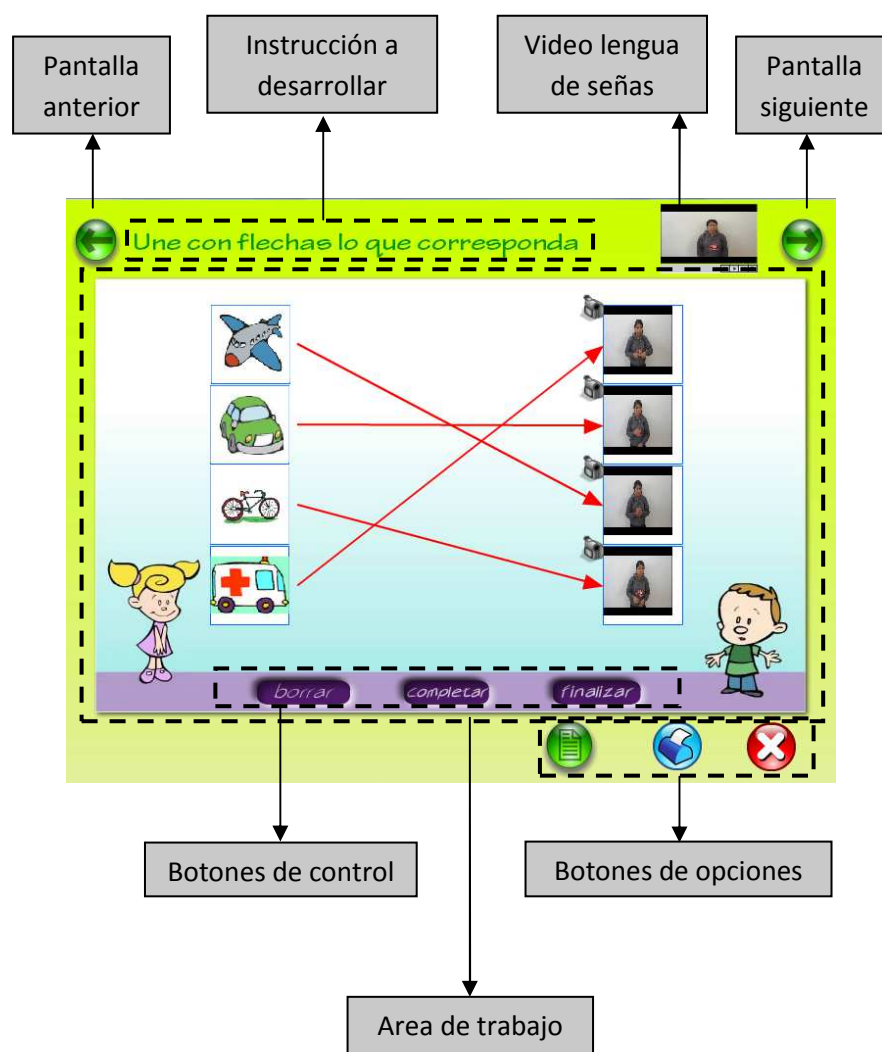 Pantalla
anterior
Instrucción a
desarrollar
Video lengua
de señas
Pantalla
siguiente
Une con flechas lo que corresponda
borrar
completar
finalizar
Botones de control
Botones de opciones
Area de trabajo